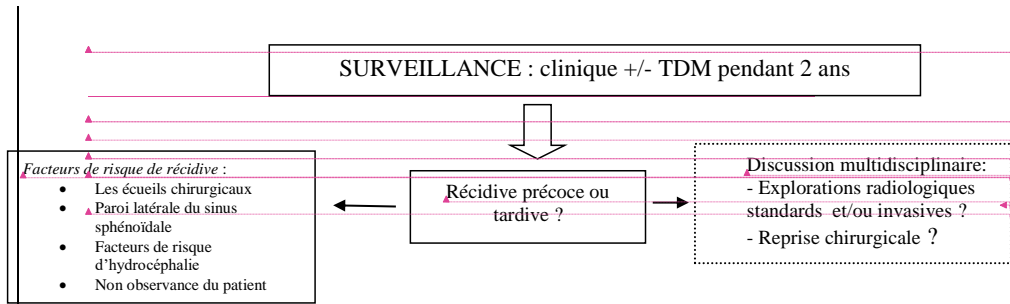 SURVEILLANCE : clinique +/- TDM pendant 2 ans
Facteurs de risque de récidive :
• Les écueils chirurgicaux
• Paroi latérale du sinus
sphénoïdale
• Facteurs de risque
d'hydrocéphalie
• Non observance du patient
Récidive précoce ou
tardive ?
Discussion multidisciplinaire:
- Explorations radiologiques
standards et/ou invasives ?
- Reprise chirurgicale ?